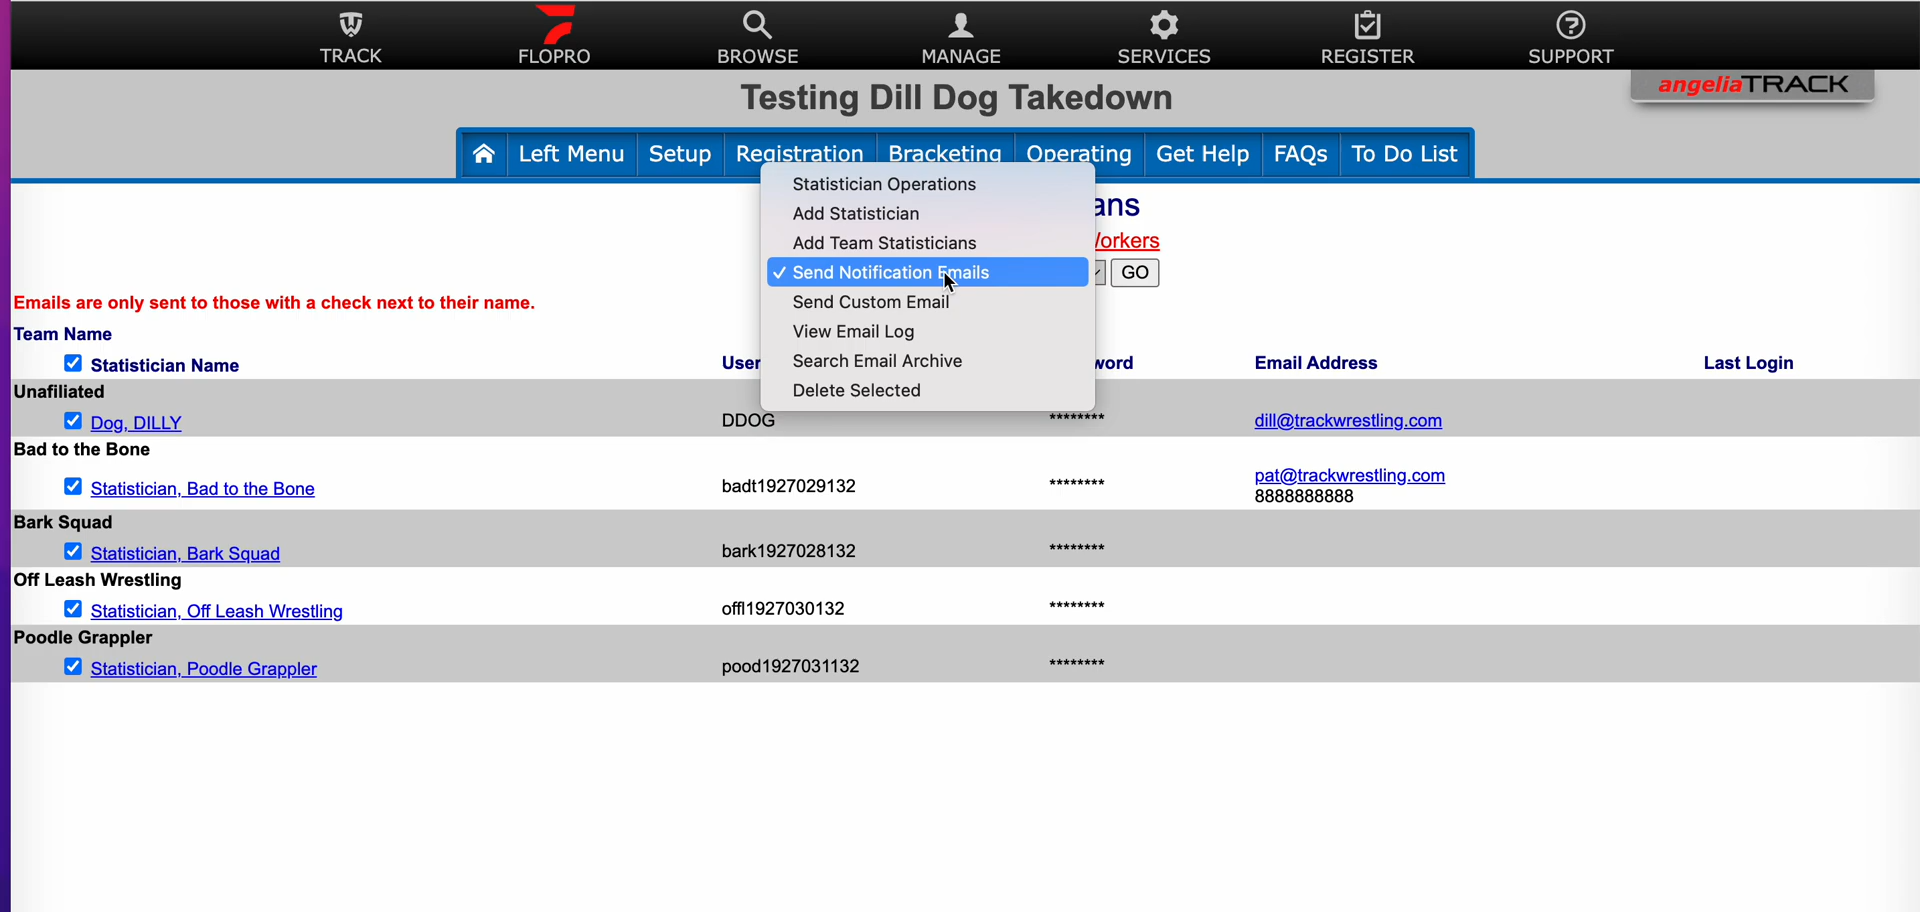 TRACK
FLOPRO
BROWSE
MANAGE
SERVICES
REGISTER
SUPPORT
Testing Dill Dog Takedown
angeliaTRACK
Left Menu
Setup
Registration
Bracketing
Operating
Get Help
FAQs
To Do List
Statistician Operations
Add Statistician
Add Team Statisticians
✓ Send Notification Emails
Send Custom Email
View Email Log
Search Email Archive
Delete Selected
ans
orkers
GO
Emails are only sent to those with a check next to their name.
Team Name
Statistician Name
User
word
Email Address
Last Login
Unafiliated
Dog, DILLY
DDOG
********
dill@trackwrestling.com
Bad to the Bone
Statistician, Bad to the Bone
badt1927029132
********
pat@trackwrestling.com
8888888888
Bark Squad
Statistician, Bark Squad
bark1927028132
********
Off Leash Wrestling
Statistician, Off Leash Wrestling
offl1927030132
********
Poodle Grappler
Statistician, Poodle Grappler
pood1927031132
********